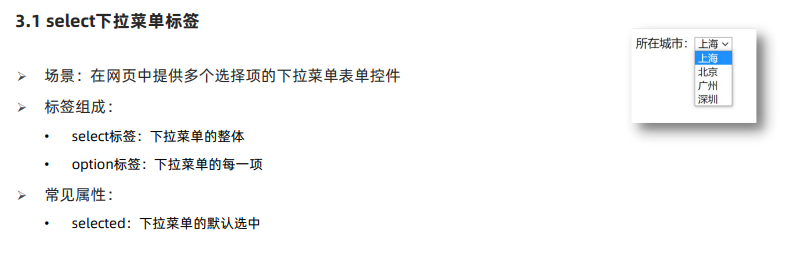 3.1 select下拉菜单标签
场景：在网页中提供多个选择项的下拉菜单表单控件
标签组成：
select标签：下拉菜单的整体
option标签：下拉菜单的每一项
常见属性：
selected：下拉菜单的默认选中
所在城市：上海
上海
北京
广州
深圳